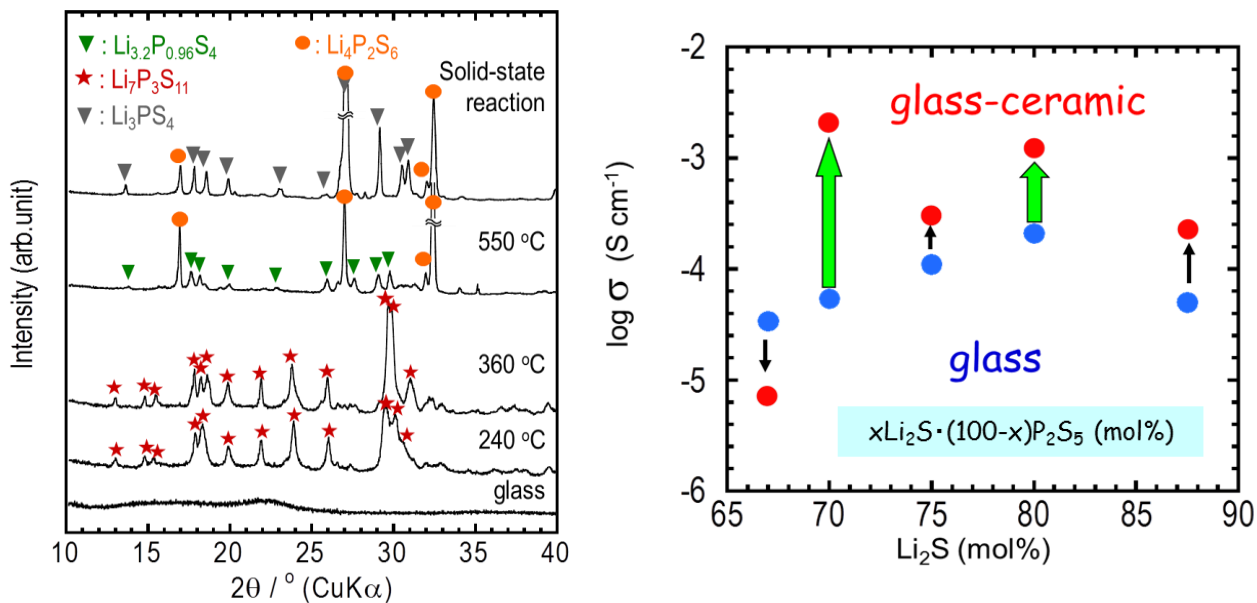 ▼ : Li₃.₂P₀.₉₆S₄
● : Li₄P₂S₆
★ : Li₇P₃S₁₁
▼ : Li₃PS₄
Solid-state
reaction
550 °C
360 °C
240 °C
glass
Intensity (arb.unit)
10 15 20 25 30 35 40
2θ / ° (CuKα)
-2
-3
-4
-5
-6
log σ (S cm⁻¹)
glass-ceramic
glass
xLi₂S·(100-x)P₂S₅ (mol%)
65 70 75 80 85 90
Li₂S (mol%)